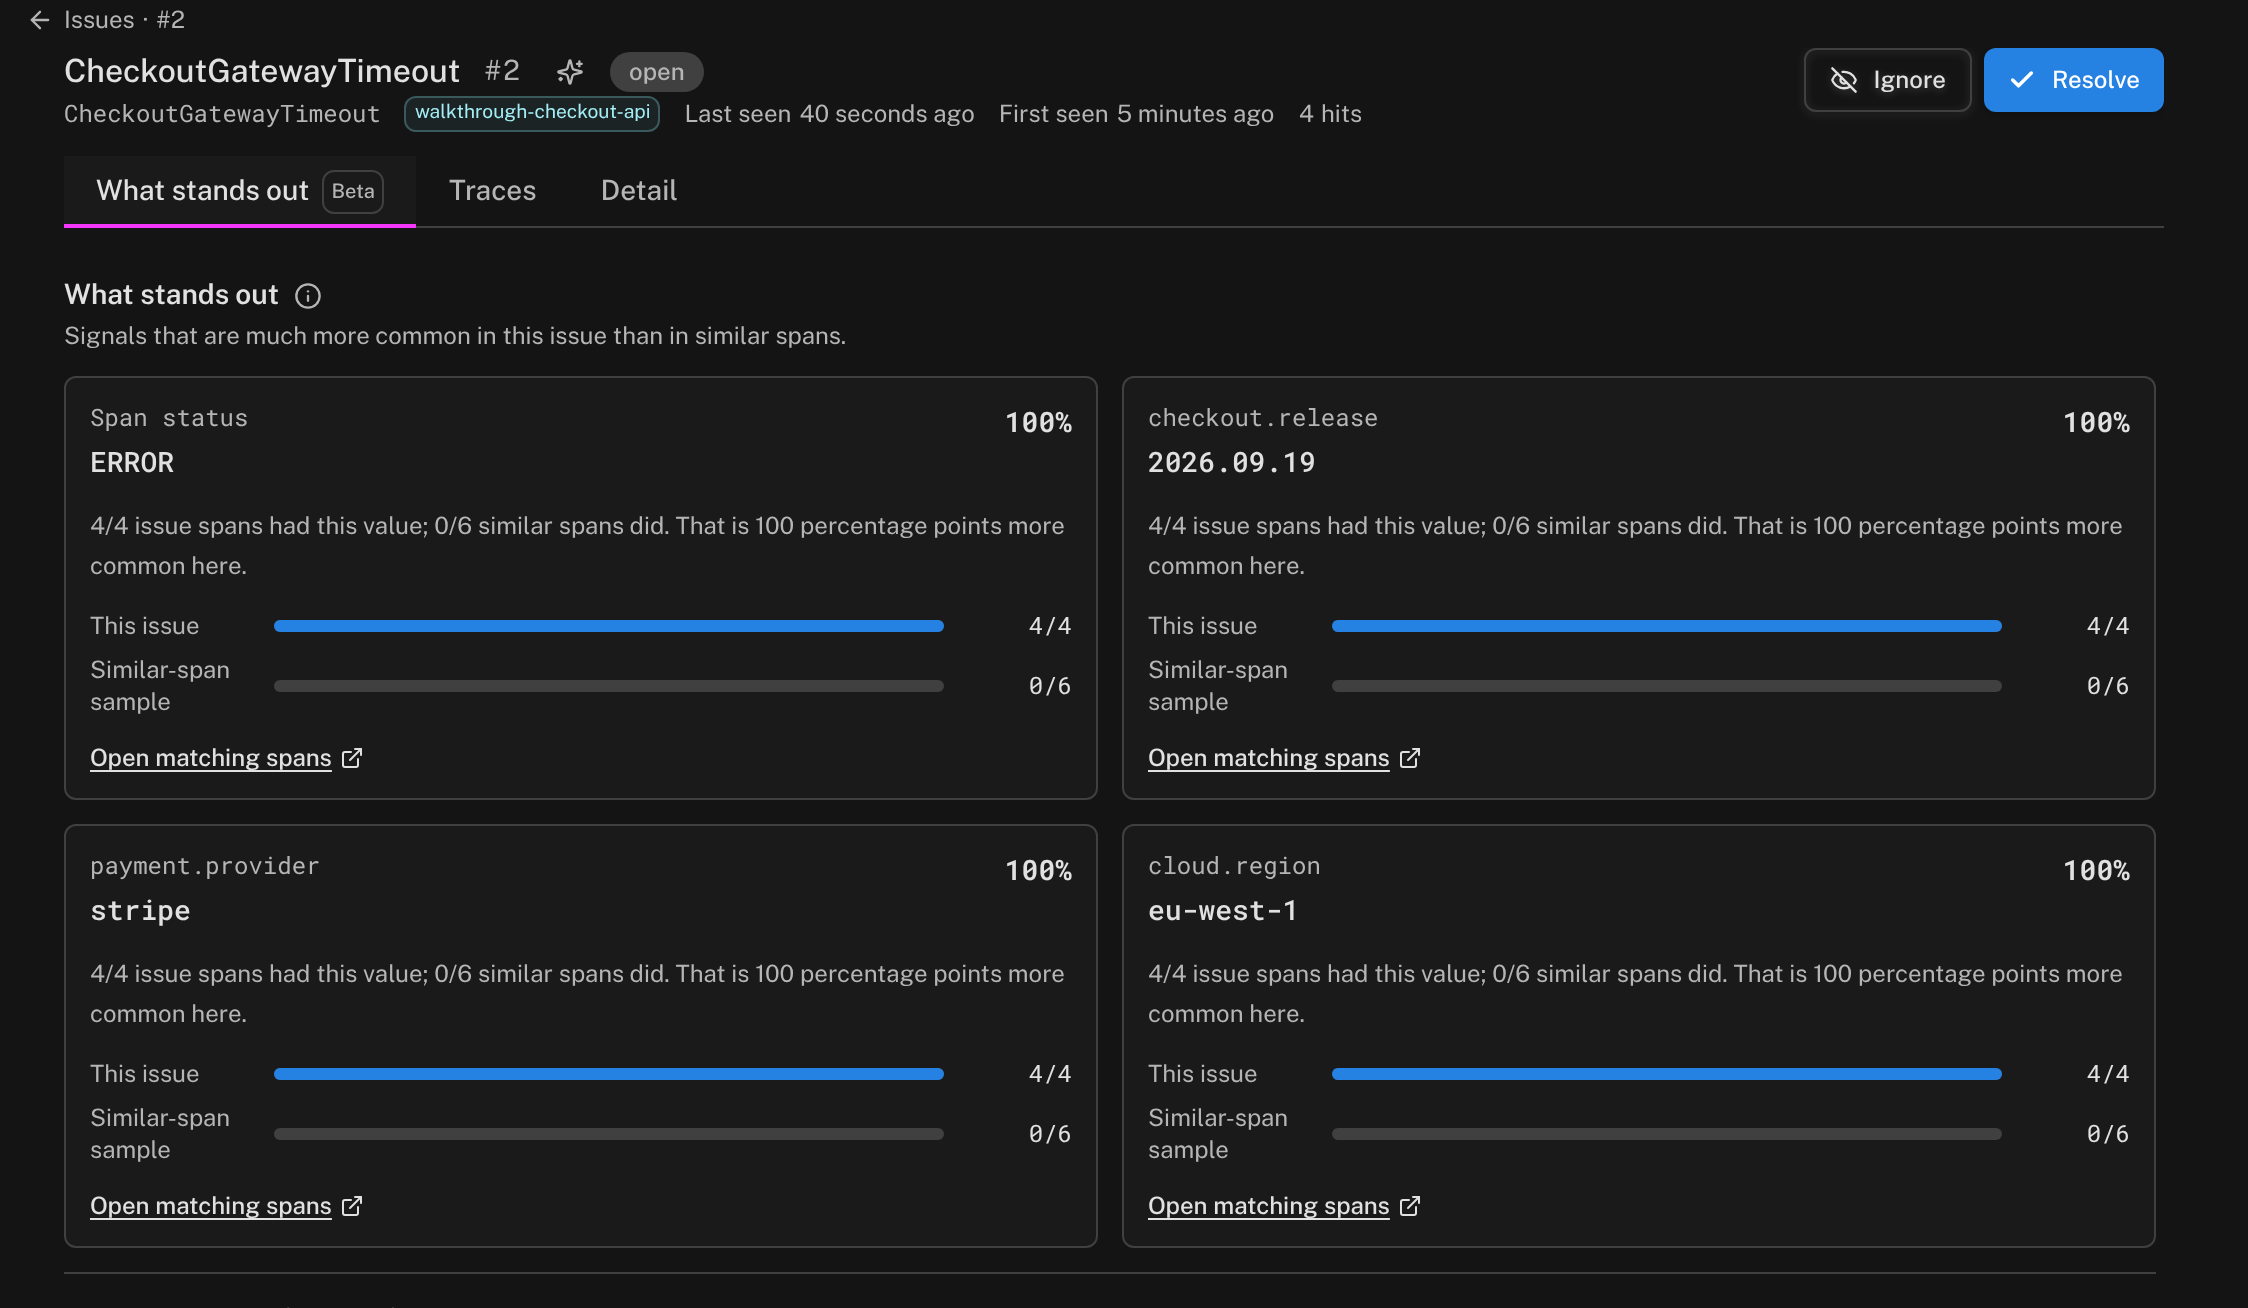 Issues · #2
CheckoutGatewayTimeout #2 open
Ignore
Resolve
CheckoutGatewayTimeout walkthrough-checkout-api Last seen 40 seconds ago First seen 5 minutes ago 4 hits
What stands out Beta Traces Detail
What stands out
Signals that are much more common in this issue than in similar spans.
Span status
100%
ERROR
4/4 issue spans had this value; 0/6 similar spans did. That is 100 percentage points more
common here.
This issue 4/4
Similar-span
sample
0/6
Open matching spans
checkout.release
100%
2026.09.19
4/4 issue spans had this value; 0/6 similar spans did. That is 100 percentage points more
common here.
This issue 4/4
Similar-span
sample
0/6
Open matching spans
payment.provider
100%
stripe
4/4 issue spans had this value; 0/6 similar spans did. That is 100 percentage points more
common here.
This issue 4/4
Similar-span
sample
0/6
Open matching spans
cloud.region
100%
eu-west-1
4/4 issue spans had this value; 0/6 similar spans did. That is 100 percentage points more
common here.
This issue 4/4
Similar-span
sample
0/6
Open matching spans